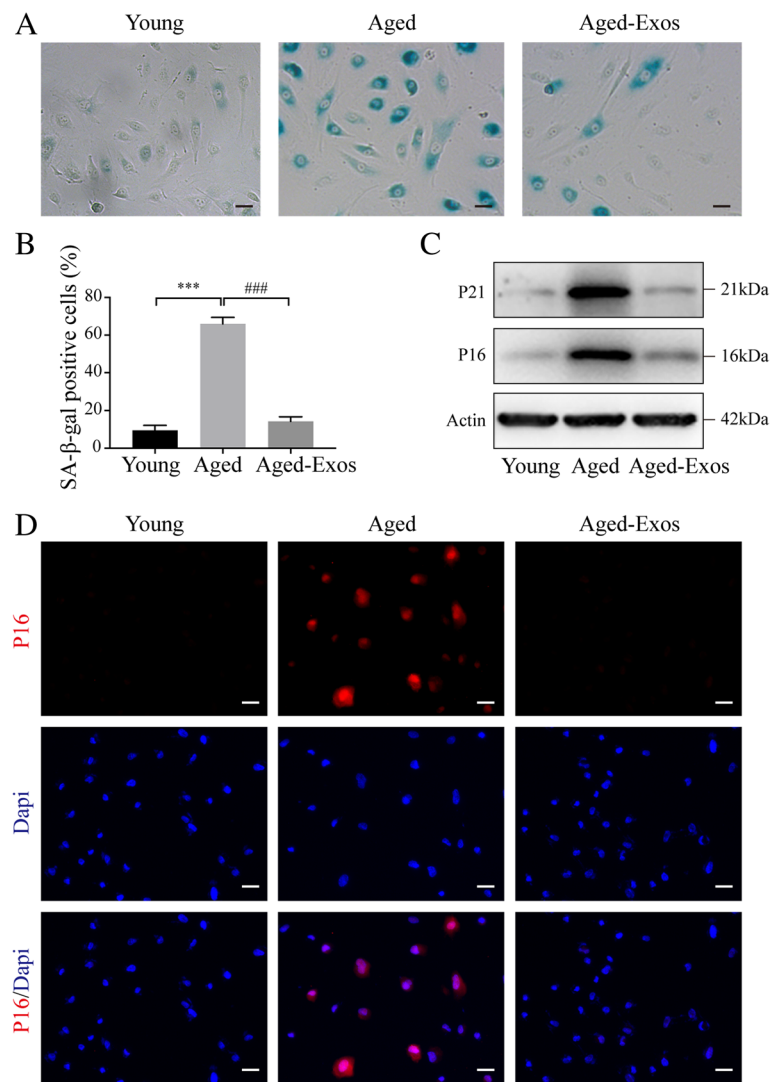 A
Young
Aged
Aged-Exos
B
SA-β-gal positive cells (%)
***
###
80
60
40
20
0
Young
Aged
Aged-Exos
C
P21
21kDa
P16
16kDa
Actin
42kDa
Young
Aged
Aged-Exos
D
Young
Aged
Aged-Exos
P16
Dapi
P16/Dapi